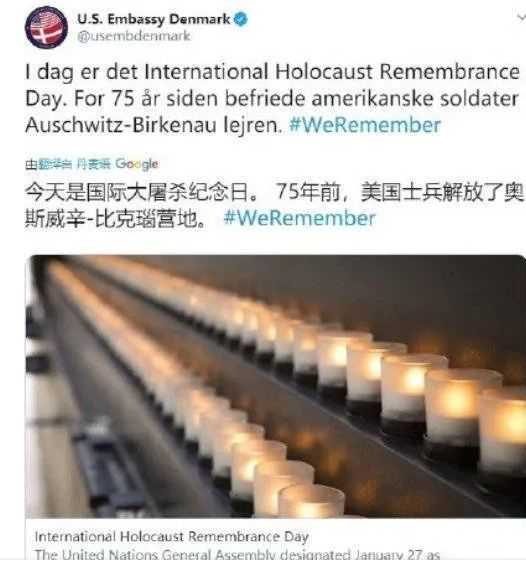 U.S. Embassy Denmark
@usembdenmark
I dag er det International Holocaust Remembrance
Day. For 75 år siden befriede amerikanske soldater
Auschwitz-Birkenau lejren. #WeRemember
由翻译自 丹麦语 Google
今天是国际大屠杀纪念日。 75年前，美国士兵解放了奥
斯威辛-比克瑙营地。 #WeRemember
International Holocaust Remembrance Day
The United Nations General Assembly designated January 27 as